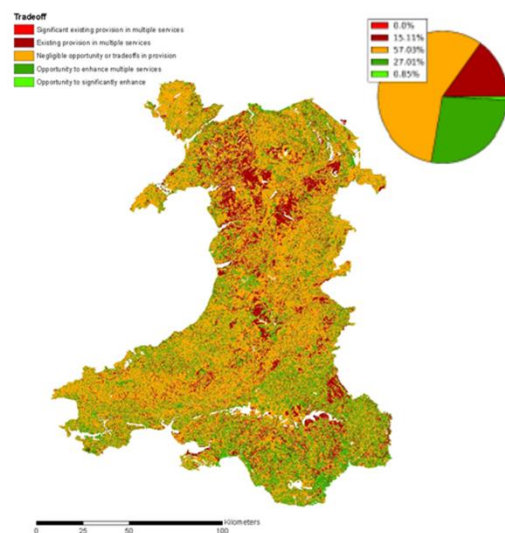 Tradeoff
Significant existing provision in multiple services
Existing provision in multiple services
Negligible opportunity or tradeoffs in provision
Opportunity to enhance multiple services
Opportunity to significantly enhance
0.0%
15.11%
57.03%
27.01%
0.85%
Kilometers
0 25 50 100